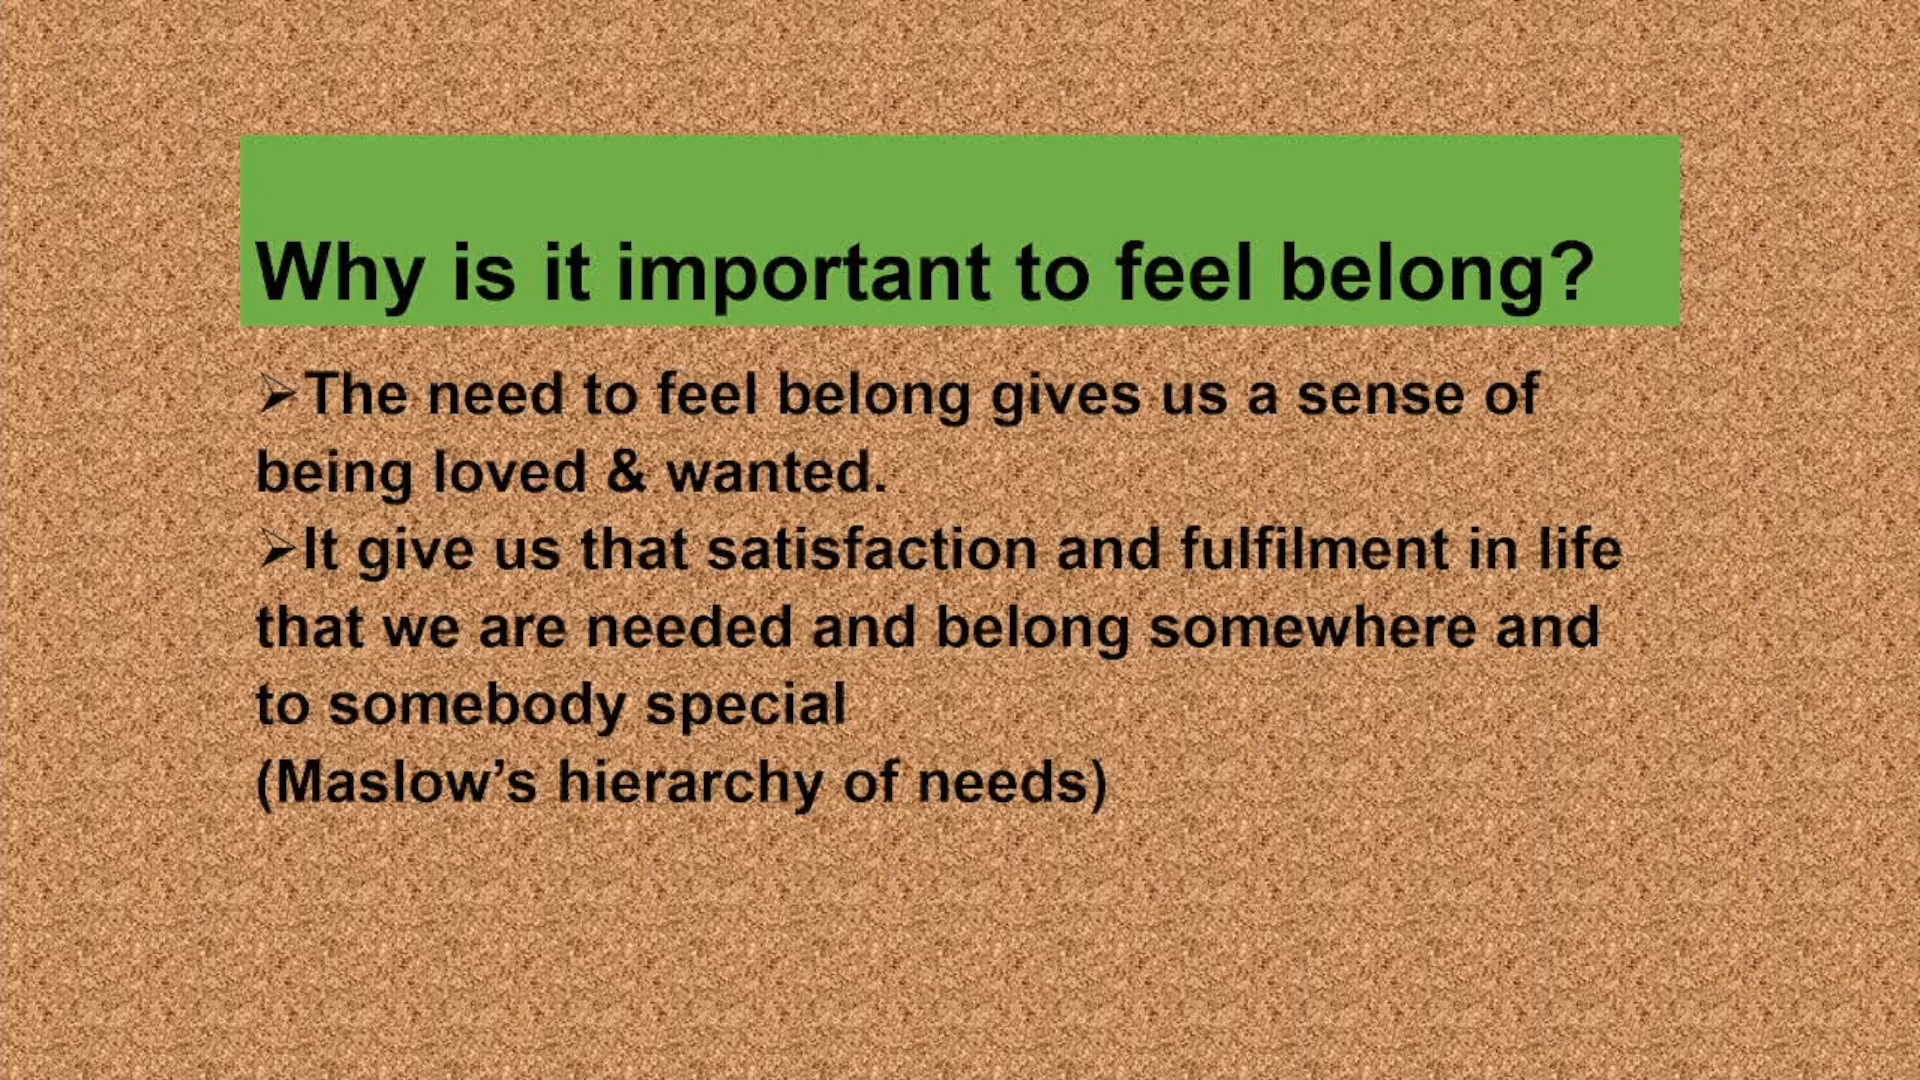 Why is it important to feel belong?
➢The need to feel belong gives us a sense of
being loved & wanted.
➢It give us that satisfaction and fulfilment in life
that we are needed and belong somewhere and
to somebody special
(Maslow’s hierarchy of needs)